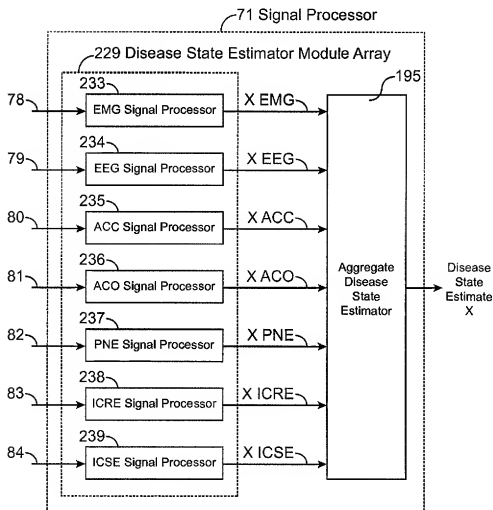 71 Signal Processor
229 Disease State Estimator Module Array
78
233
EMG Signal Processor
X EMG
195
79
234
EEG Signal Processor
X EEG
80
235
ACC Signal Processor
X ACC
81
236
ACO Signal Processor
X ACO
Aggregate
Disease
State
Estimator
Disease
State
Estimate
X
82
237
PNE Signal Processor
X PNE
83
238
ICRE Signal Processor
X ICRE
84
239
ICSE Signal Processor
X ICSE